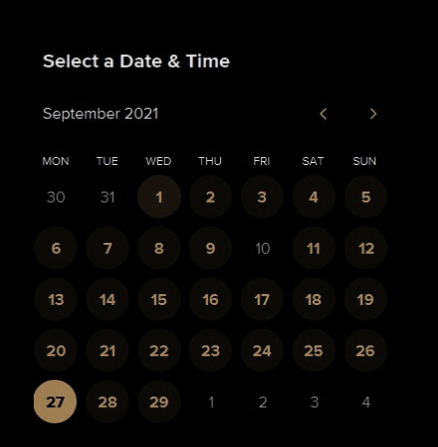 Select a Date & Time
September 2021
MON TUE WED THU FRI SAT SUN
30 31 1 2 3 4 5
6 7 8 9 10 11 12
13 14 15 16 17 18 19
20 21 22 23 24 25 26
27 28 29 1 2 3 4